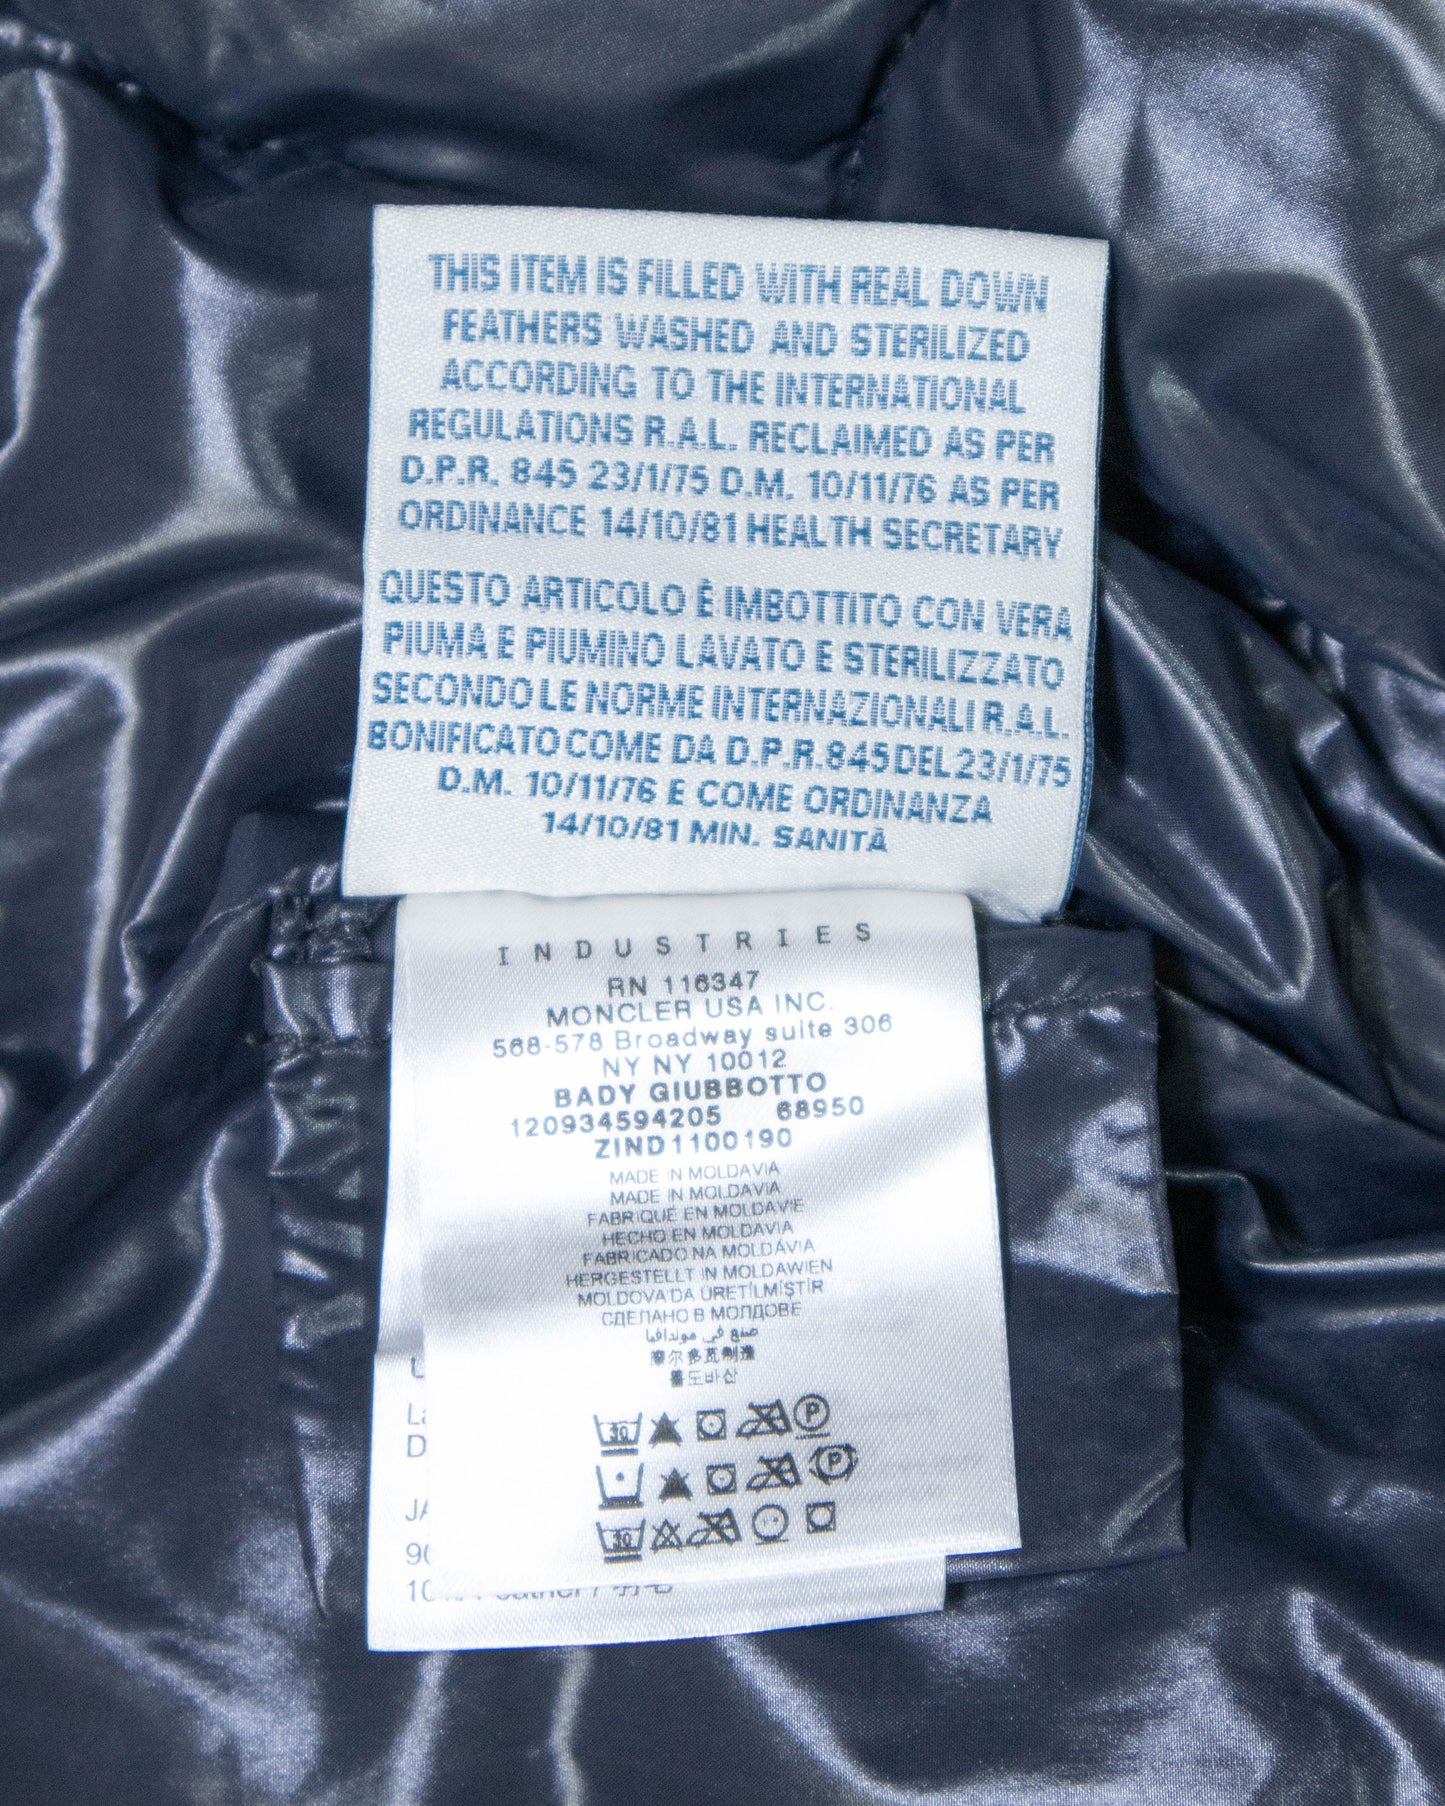 THIS ITEM IS FILLED WITH REAL DOWN
FEATHERS WASHED AND STERILIZED
ACCORDING TO THE INTERNATIONAL
REGULATIONS R.A.L. RECLAIMED AS PER
D.P.R. 845 23/1/75 D.M. 10/11/76 AS PER
ORDINANCE 14/10/81 HEALTH SECRETARY
QUESTO ARTICOLO È IMBOTTITO CON VERA
PIUMA E PIUMINO LAVATO E STERILIZZATO
SECONDO LE NORME INTERNAZIONALI R.A.L.
BONIFICATO COME DA D.P.R. 845 DEL 23/1/75
D.M. 10/11/76 E COME ORDINANZA
14/10/81 MIN. SANITÀ
INDUSTRIES
RN 116347
MONCLER USA INC.
568-578 Broadway suite 306
NY NY 10012
BADY GIUBBOTTO
120934594205 68950
ZIND1100190
MADE IN MOLDAVIA
MADE IN MOLDAVIA
FABRIQUÉ EN MOLDAVIE
HECHO EN MOLDAVIA
FABRICADO NA MOLDÁVIA
HERGESTELLT IN MOLDAWIEN
MOLDOVA'DA ÜRETİLMİŞTİR
СДЕЛАНО В МОЛДОВЕ
صنع في مولدافيا
摩尔多瓦制造
몰도바산
30 P
P
30